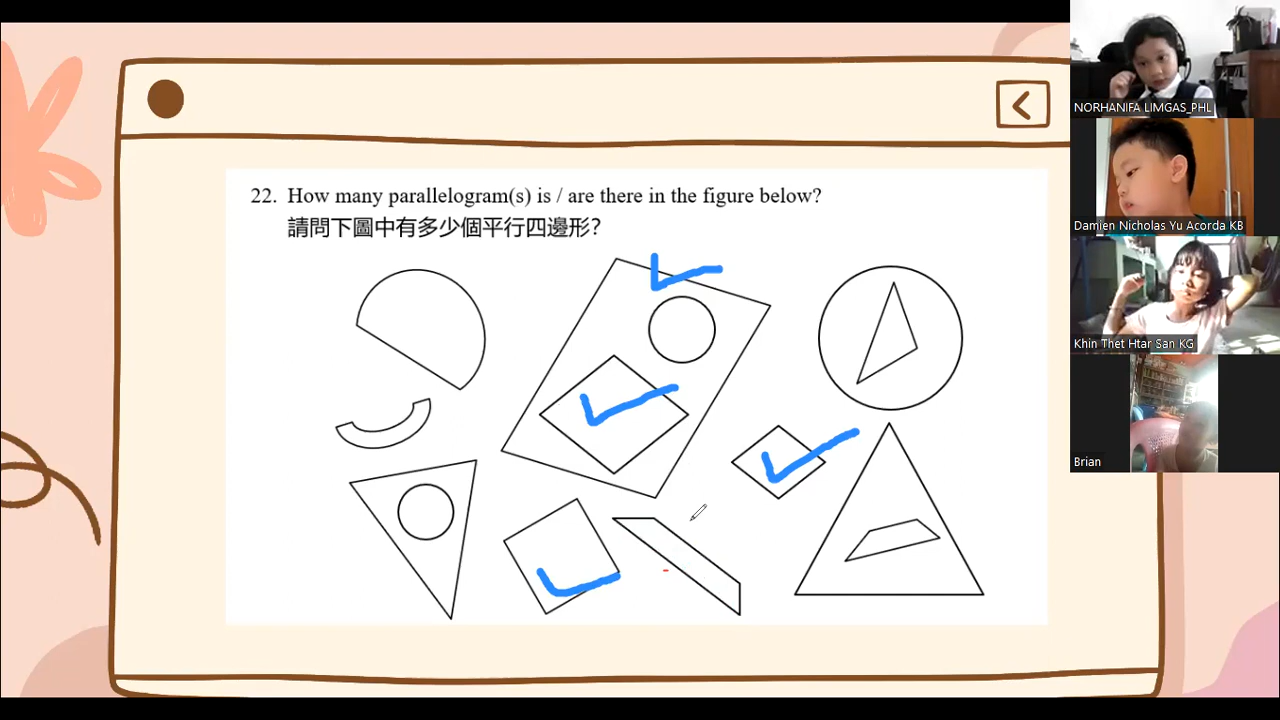 22. How many parallelogram(s) is / are there in the figure below?
請問下圖中有多少個平行四邊形?
NORHANIFA LIMGAS_PHL
Damien Nicholas Yu Acorda KB
Khin Thet Htar San KG
Brian